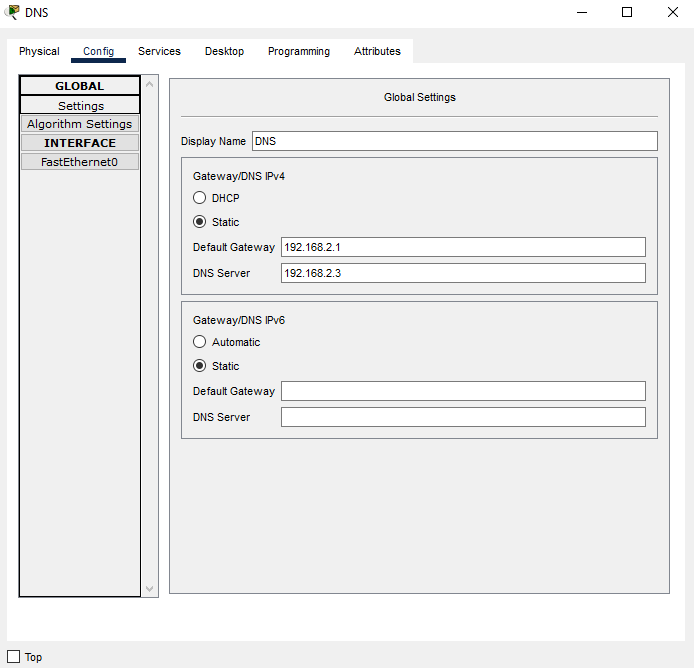 DNS
Physical Config Services Desktop Programming Attributes
GLOBAL
Settings
Algorithm Settings
INTERFACE
FastEthernet0
Global Settings
Display Name DNS
Gateway/DNS IPv4
DHCP
Static
Default Gateway 192.168.2.1
DNS Server 192.168.2.3
Gateway/DNS IPv6
Automatic
Static
Default Gateway
DNS Server
Top